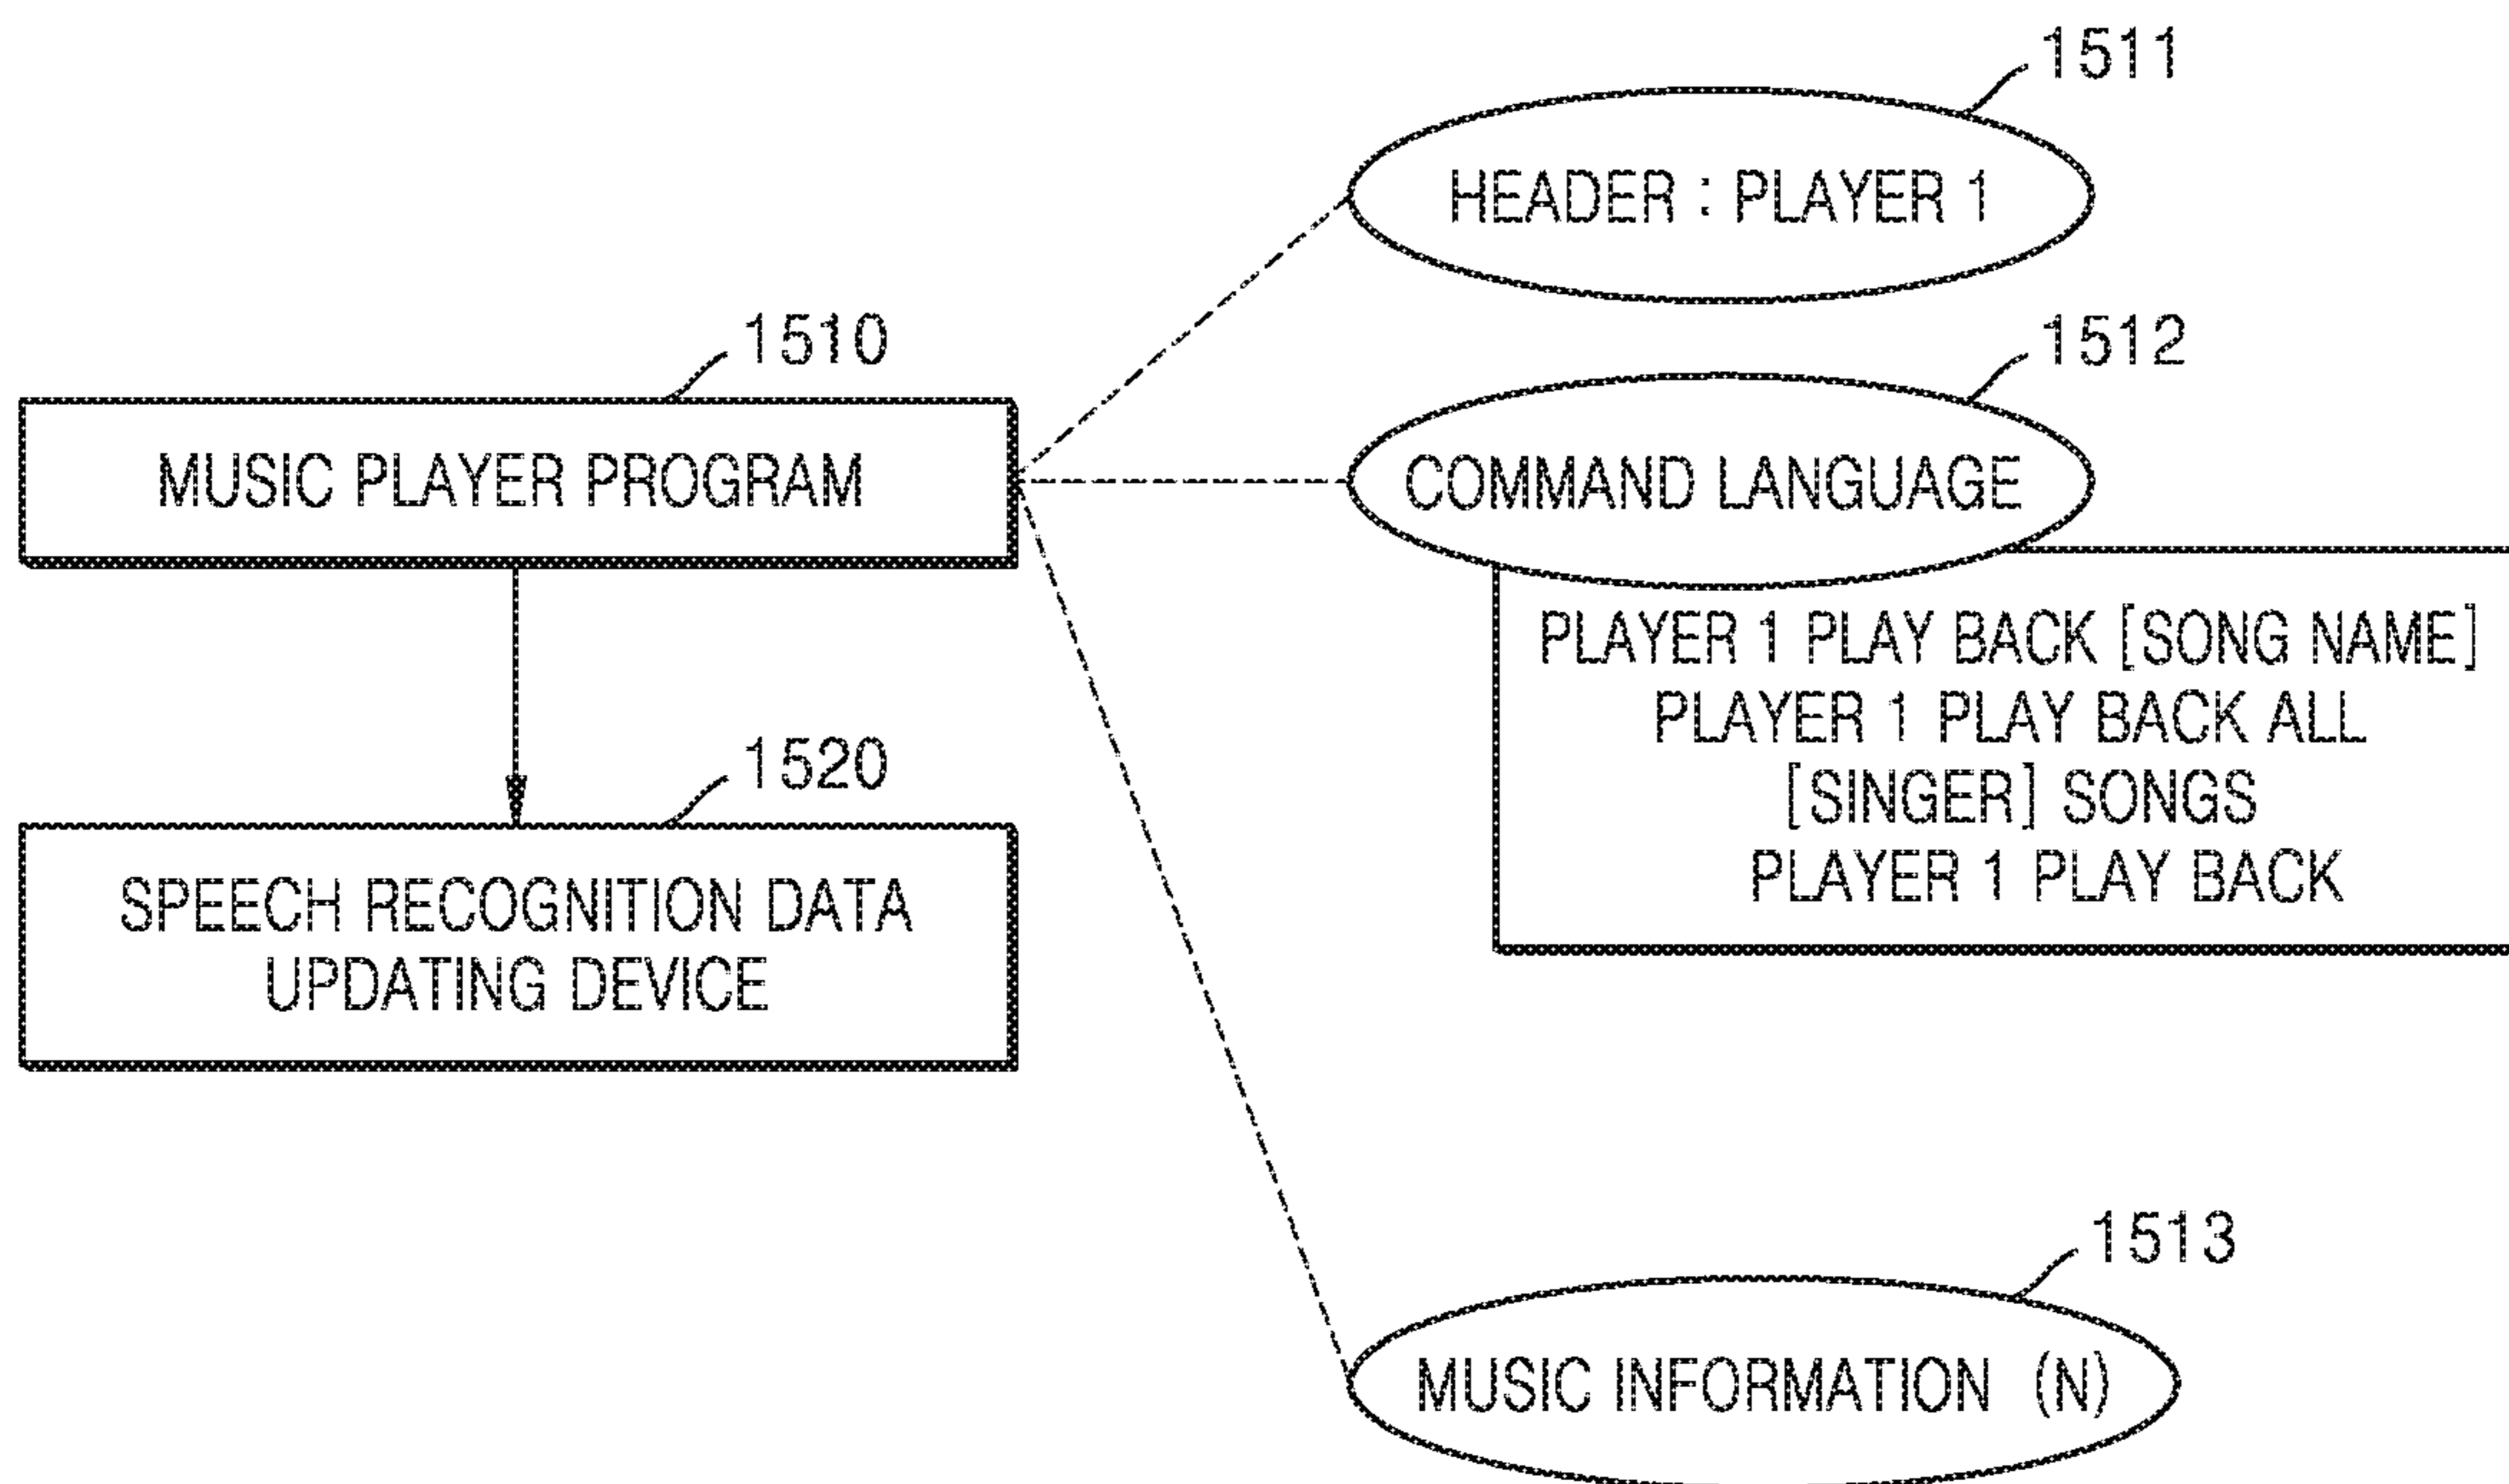 1511
HEADER : PLAYER 1
1510
1512
MUSIC PLAYER PROGRAM
COMMAND LANGUAGE
PLAYER 1 PLAY BACK [SONG NAME]
PLAYER 1 PLAY BACK ALL
[SINGER] SONGS
PLAYER 1 PLAY BACK
1520
SPEECH RECOGNITION DATA
UPDATING DEVICE
1513
MUSIC INFORMATION (N)